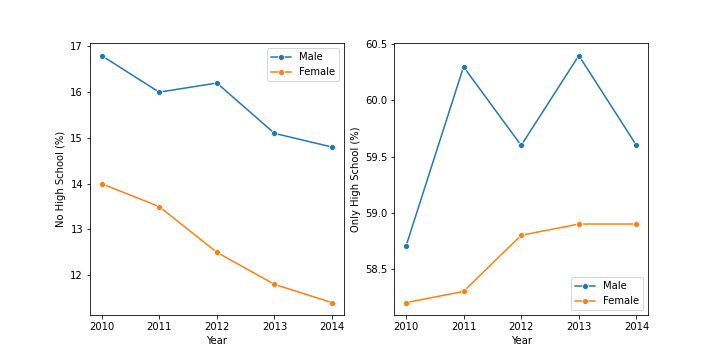 No High School (%)
17
16
15
14
13
12
2010 2011 2012 2013 2014
Year
Male
Female
Only High School (%)
60.5
60.0
59.5
59.0
58.5
2010 2011 2012 2013 2014
Year
Male
Female